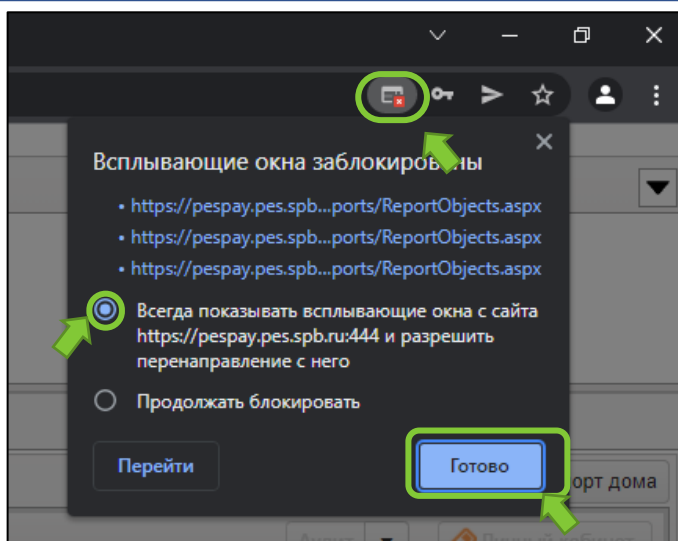 Всплывающие окна заблокированы
• https://pespay.pes.spb...ports/ReportObjects.aspx
• https://pespay.pes.spb...ports/ReportObjects.aspx
• https://pespay.pes.spb...ports/ReportObjects.aspx
Всегда показывать всплывающие окна с сайта
https://pespay.pes.spb.ru:444 и разрешить
перенаправление с него
Продолжать блокировать
Перейти
Готово
орт дома